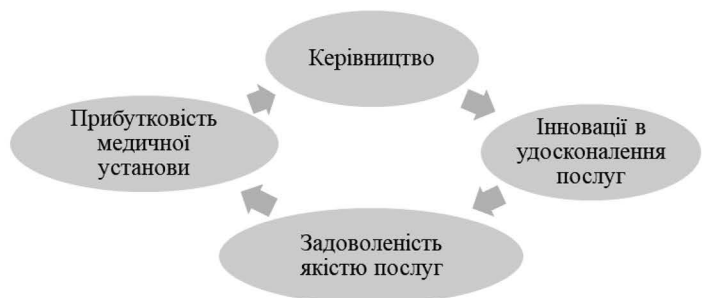 Керівництво
Прибутковість
медичної
установи
Інновації в
удосконалення
послуг
Задоволеність
якістю послуг